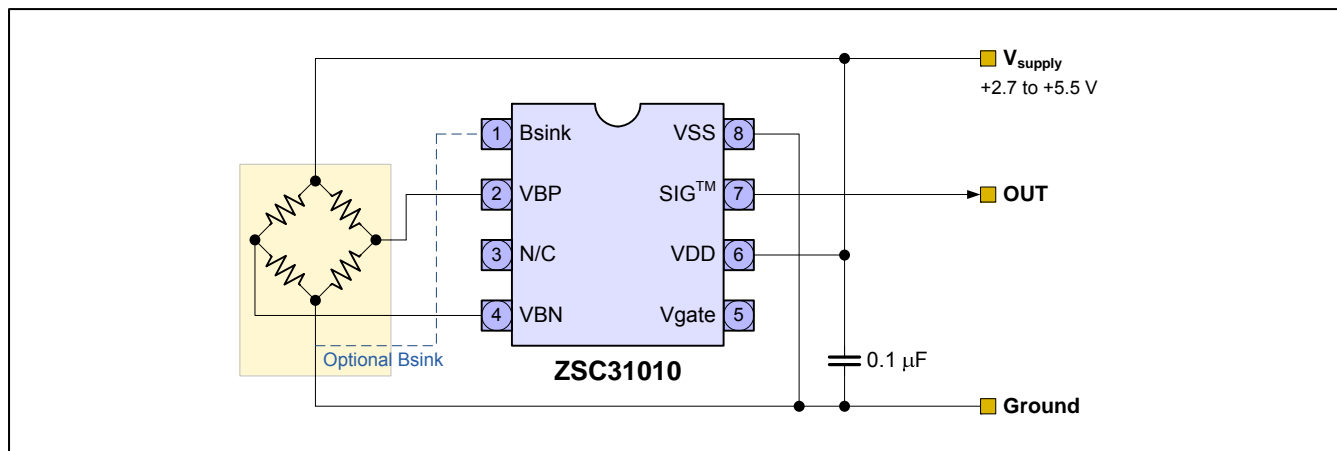 V_supply
+2.7 to +5.5 V
1 Bsink
VSS 8
2 VBP
SIG™ 7
OUT
3 N/C
VDD 6
4 VBN
Vgate 5
Optional Bsink
0.1 μF
ZSC31010
Ground